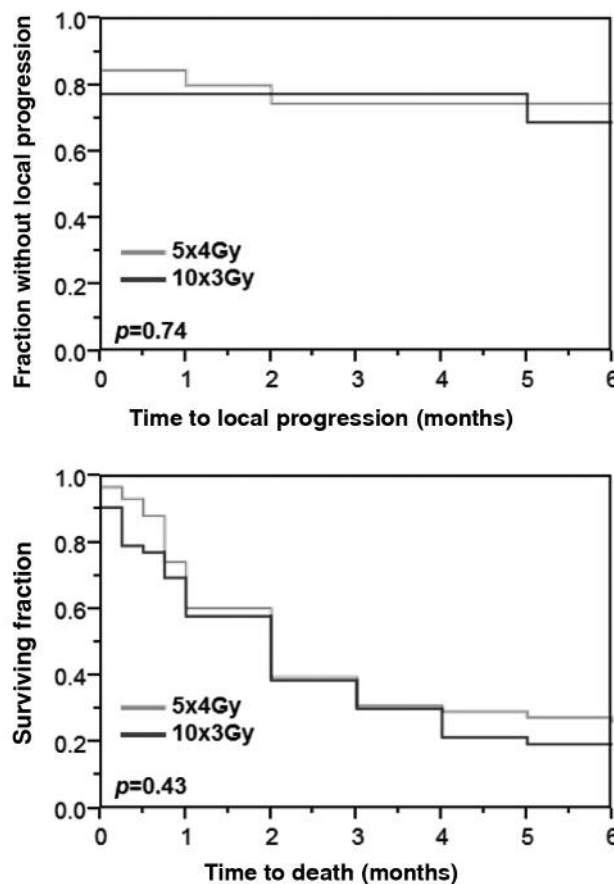 Fraction without local progression
1.0
0.8
0.6
0.4
0.2
0.0
5x4Gy
10x3Gy
p=0.74
0 1 2 3 4 5 6
Time to local progression (months)
Surviving fraction
1.0
0.8
0.6
0.4
0.2
0.0
5x4Gy
10x3Gy
p=0.43
0 1 2 3 4 5 6
Time to death (months)